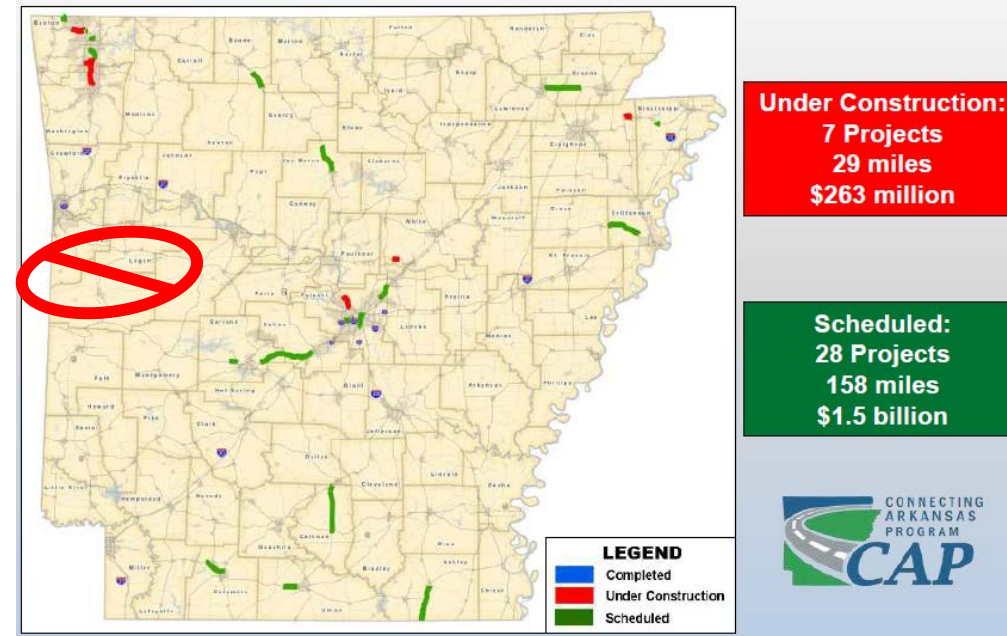 Benton
Carroll
Boone
Marion
Fulton
Randolph
Clay
Baxter
Sharp
Greene
Izard
Lawrence
Mississippi
Washington
Madison
Newton
Searcy
Stone
Independence
Craighead
Crawford
Franklin
Johnson
Pope
Van Buren
Cleburne
Jackson
Poinsett
Conway
White
Woodruff
Cross
Crittenden
Logan
Faulkner
St. Francis
Perry
Pulaski
Prairie
Lee
Garland
Saline
Lonoke
Monroe
Polk
Montgomery
Hot Spring
Grant
Arkansas
Phillips
Howard
Pike
Clark
Sevier
Jefferson
Dallas
Cleveland
Lincoln
Desha
Little River
Hempstead
Nevada
Calhoun
Drew
Ouachita
Bradley
Ashley
Miller
Columbia
Union
Chicot
Lafayette
LEGEND
Completed
Under Construction
Scheduled
Under Construction:
7 Projects
29 miles
$263 million
Scheduled:
28 Projects
158 miles
$1.5 billion
CONNECTING
ARKANSAS
PROGRAM
CAP